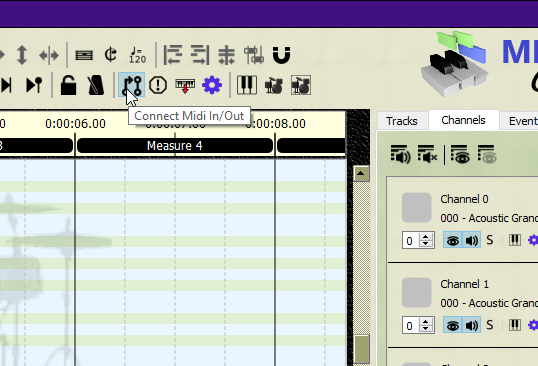 120
MI
Connect Midi In/Out
0:00:06.00
0:00:08.00
Measure 4
Tracks
Channels
Event
Channel 0
000 - Acoustic Grand
0
S
Channel 1
000 - Acoustic Grand
0
S